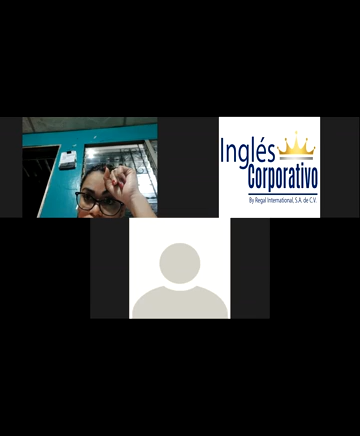 Inglés
Corporativo
By Regal International, S.A. de C.V.